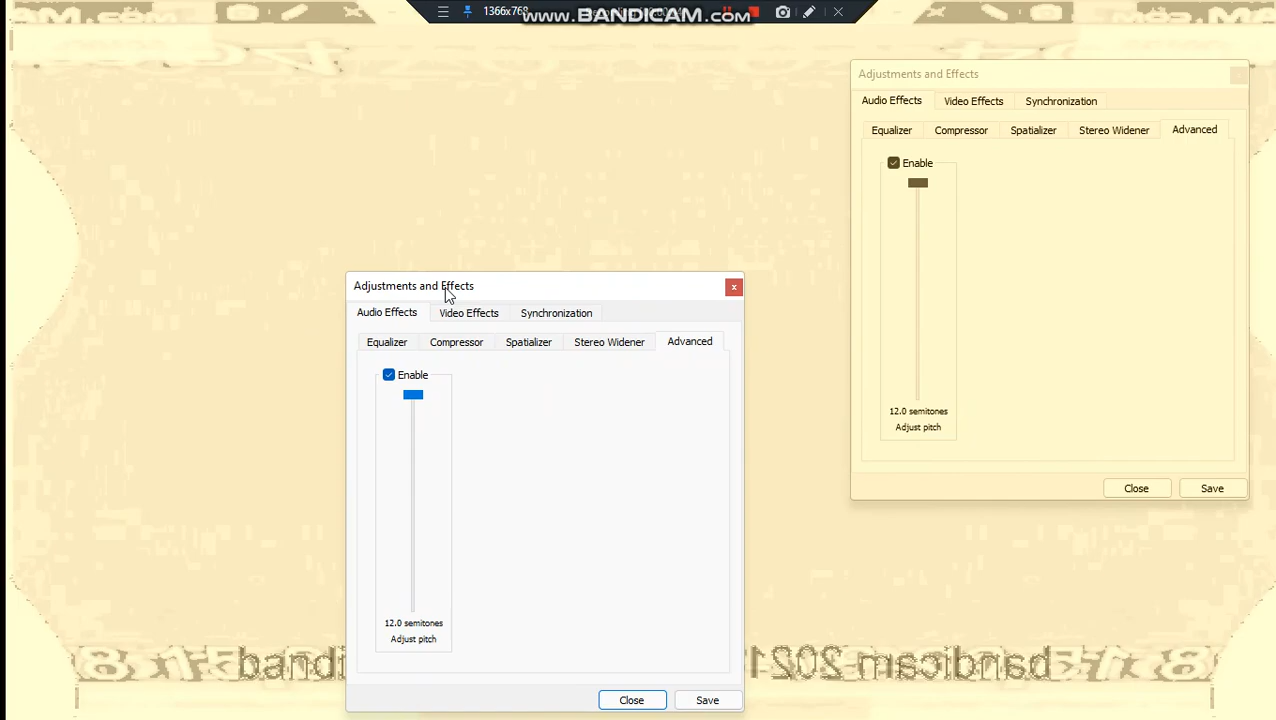 1366x768
www.BANDICAM.com
Adjustments and Effects
Audio Effects Video Effects Synchronization
Equalizer Compressor Spatializer Stereo Widener Advanced
Enable
12.0 semitones
Adjust pitch
Close Save
Adjustments and Effects
Audio Effects Video Effects Synchronization
Equalizer Compressor Spatializer Stereo Widener Advanced
Enable
12.0 semitones
Adjust pitch
Close Save
bandicam 2021